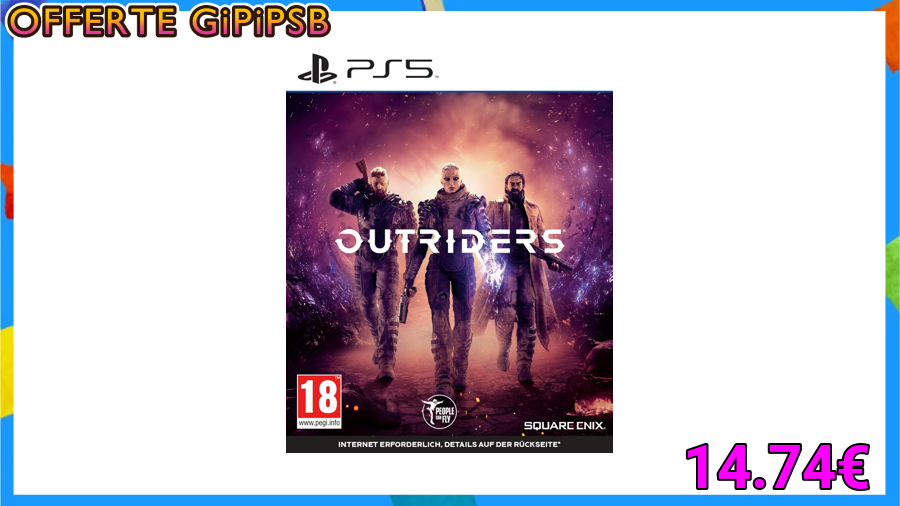 OFFERTE GiPiPSB
PS5
OUTRIDERS
18
www.pegi.info
PEOPLE
CAN
FLY
SQUARE ENIX
INTERNET ERFORDERLICH, DETAILS AUF DER RÜCKSEITE*
14.74€